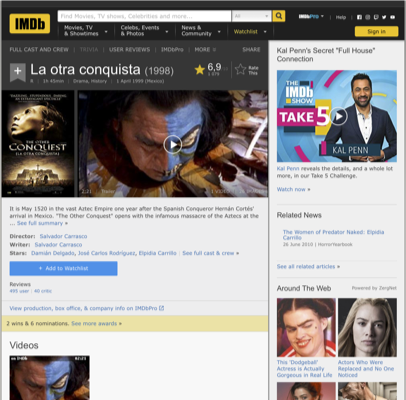 IMDb
Find Movies, TV shows, Celebrities and more...
All
Movies, TV
& Showtimes
Celebs, Events
& Photos
News &
Community
Watchlist
IMDbPro
Help
Sign in
FULL CAST AND CREW | TRIVIA | USER REVIEWS | IMDbPro | MORE
SHARE
La otra conquista (1998)
6,9
Rate
This
R | 1h 45min | Drama, History | 1 April 1999 (Mexico)
THE OTHER
CONQUEST
(LA OTRA CONQUISTA)
2:21
It is May 1520 in the vast Aztec Empire one year after the Spanish Conqueror Hernán Cortés'
arrival in Mexico. "The Other Conquest" opens with the infamous massacre of the Aztecs at the
... See full summary »
Director: Salvador Carrasco
Writer: Salvador Carrasco
Stars: Damián Delgado, José Carlos Rodríguez, Elpidia Carrillo | See full cast & crew »
+ Add to Watchlist
Reviews
495 user | 40 critic
View production, box office, & company info on IMDbPro
2 wins & 6 nominations. See more awards »
Videos
Kal Penn's Secret "Full House"
Connection
THE
IMDb
SHOW
TAKE 5
KAL PENN
Kal Penn reveals the details, and a whole lot
more, in our Take 5 Challenge.
Watch now »
Related News
The Women of Predator Naked: Elpidia
Carrillo
26 June 2010 | HorrorYearbook
See all related articles »
Around The Web
Powered by ZergNet
This 'Dodgeball'
Actress is Actually
Gorgeous in Real Life
Actors Who Were
Replaced and No One
Noticed